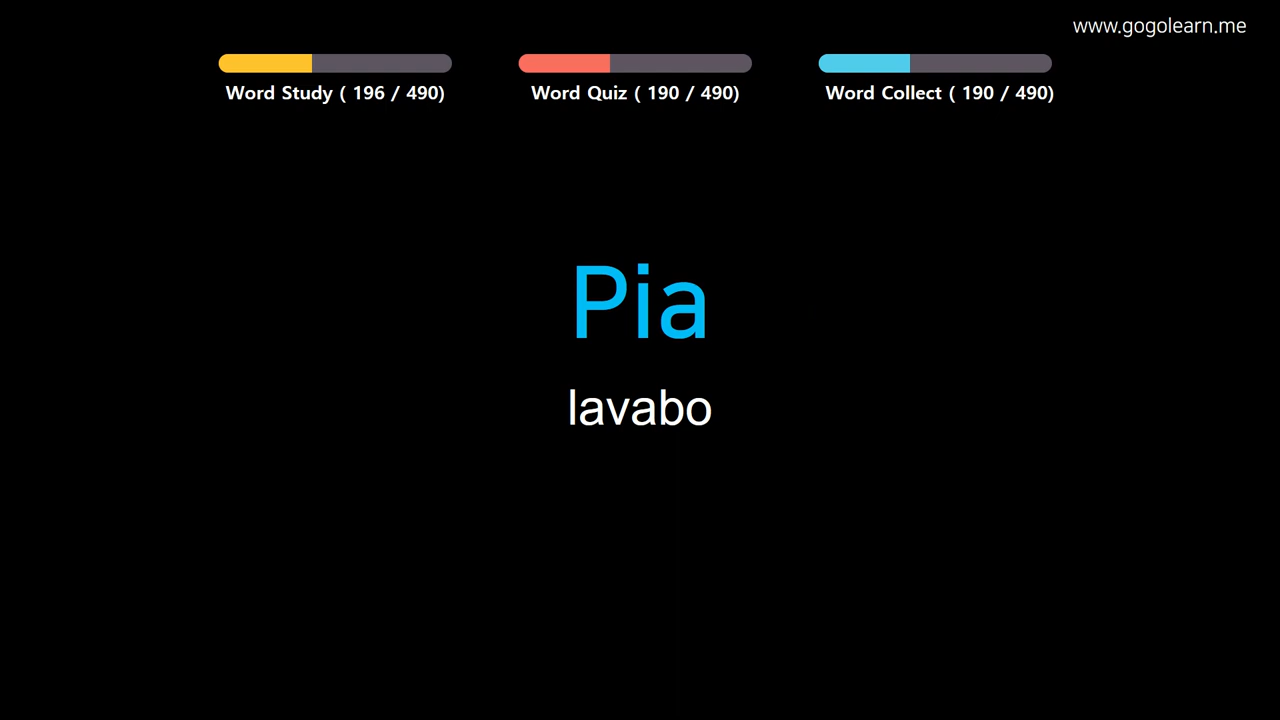 www.gogolearn.me
Word Study ( 196 / 490)
Word Quiz ( 190 / 490)
Word Collect ( 190 / 490)
Pia
lavabo